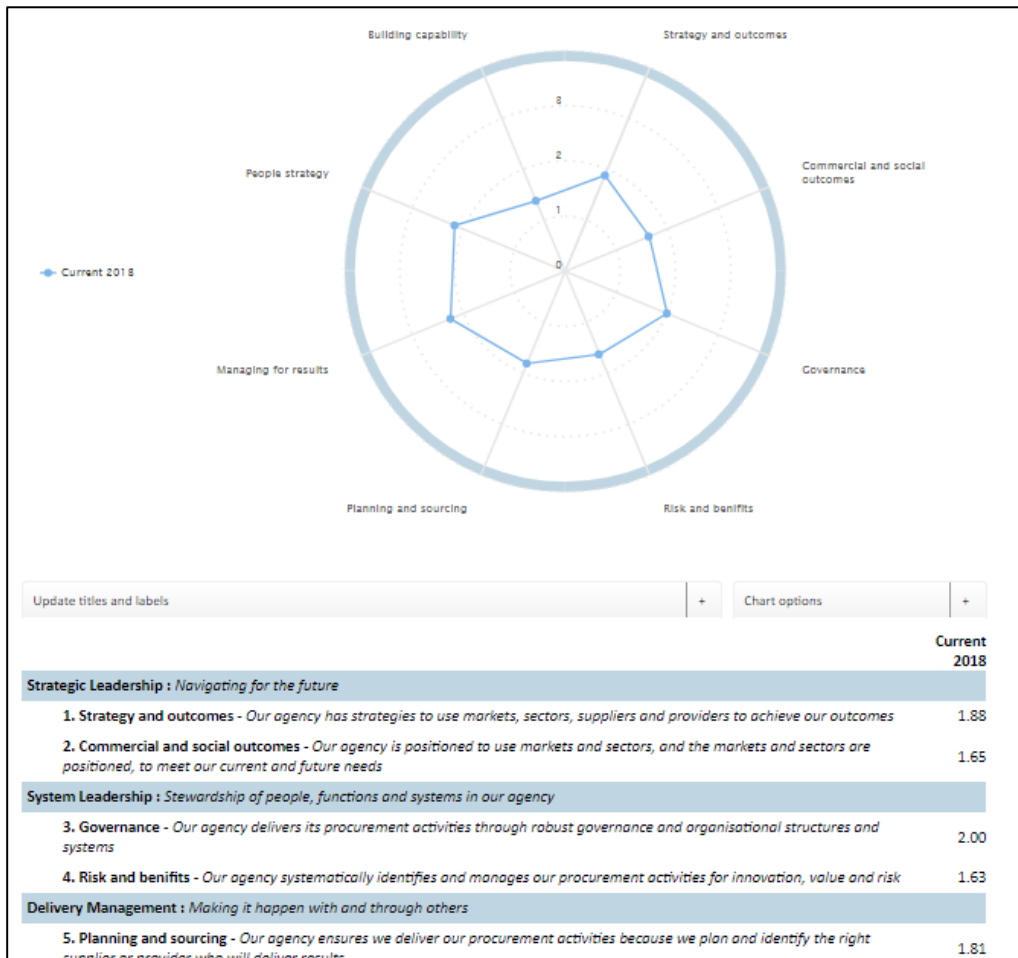 Building capability
Strategy and outcomes
3
Commercial and social
outcomes
2
People strategy
1
0
Current 2018
Managing for results
Governance
Planning and sourcing
Risk and benifits
Update titles and labels + Chart options +
Current
2018
Strategic Leadership : Navigating for the future
1. Strategy and outcomes - Our agency has strategies to use markets, sectors, suppliers and providers to achieve our outcomes 1.88
2. Commercial and social outcomes - Our agency is positioned to use markets and sectors, and the markets and sectors are
positioned, to meet our current and future needs 1.65
System Leadership : Stewardship of people, functions and systems in our agency
3. Governance - Our agency delivers its procurement activities through robust governance and organisational structures and
systems 2.00
4. Risk and benifits - Our agency systematically identifies and manages our procurement activities for innovation, value and risk 1.63
Delivery Management : Making it happen with and through others
5. Planning and sourcing - Our agency ensures we deliver our procurement activities because we plan and identify the right
supplier or provider who will deliver results 1.81